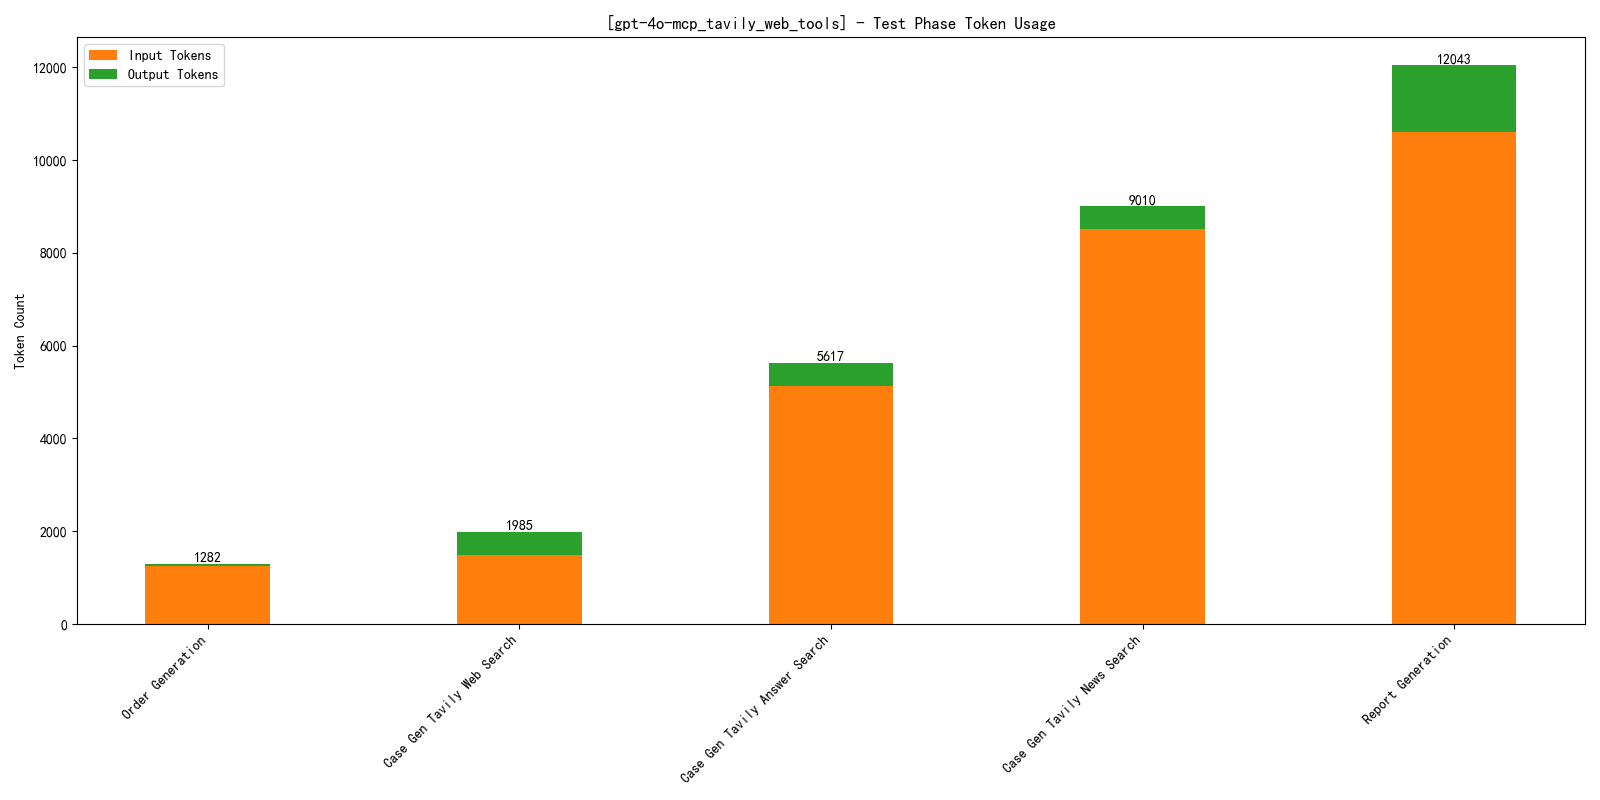 [gpt-4o-mcp_tavily_web_tools] - Test Phase Token Usage
Input Tokens
Output Tokens
Token Count
12000
10000
8000
6000
4000
2000
0
1282
1985
5617
9010
12043
Order Generation
Case Gen Tavily Web Search
Case Gen Tavily Answer Search
Case Gen Tavily News Search
Report Generation